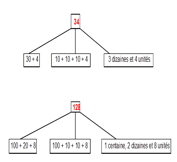 34
30 + 4
10 + 10 + 10 + 4
3 dizaines et 4 unités
128
100 + 20 + 8
100 + 10 + 10 + 8
1 centaine, 2 dizaines et 8 unités